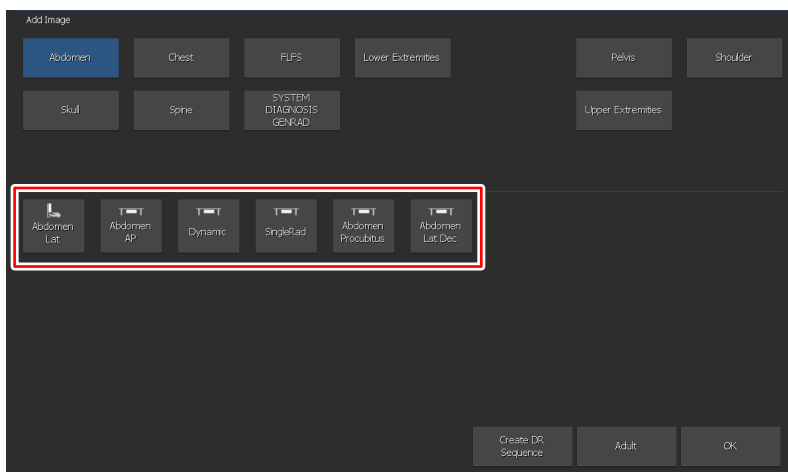 Add Image
Abdomen
Chest
FLFS
Lower Extremities
Pelvis
Shoulder
Skull
Spine
SYSTEM
DIAGNOSIS
GENRAD
Upper Extremities
Abdomen
Lat
Abdomen
AP
Dynamic
SingleRad
Abdomen
Procubitus
Abdomen
Lat Dec
Create DR
Sequence
Adult
OK